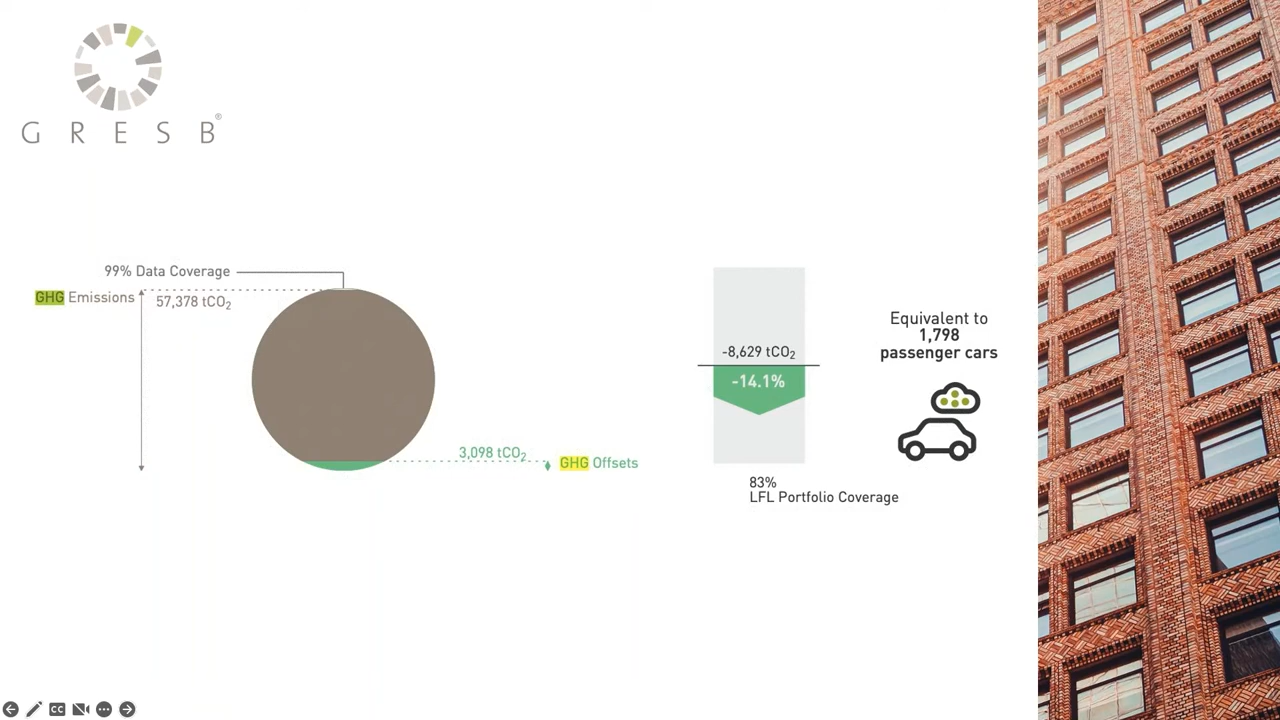 G R E S B®
99% Data Coverage
GHG Emissions
57,378 tCO₂
3,098 tCO₂
GHG Offsets
-8,629 tCO₂
-14.1%
83%
LFL Portfolio Coverage
Equivalent to
1,798
passenger cars
CC